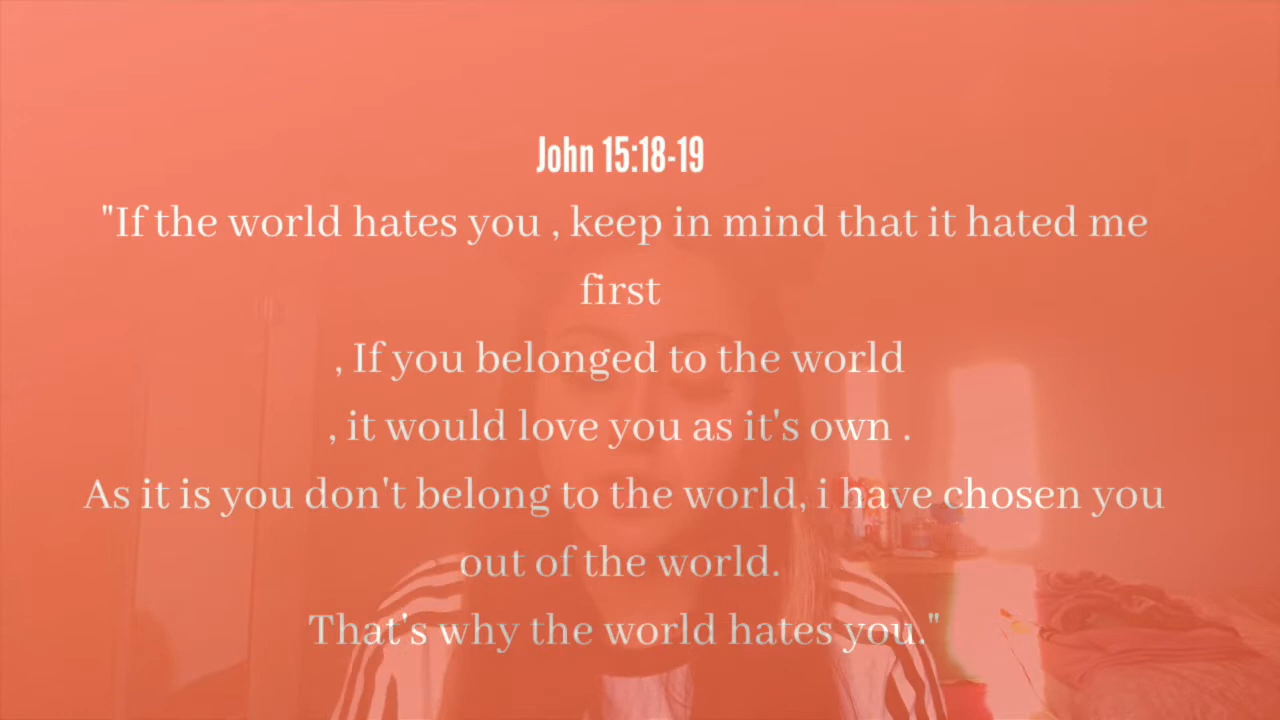 John 15:18-19
"If the world hates you , keep in mind that it hated me
first
, If you belonged to the world
, it would love you as it's own .
As it is you don't belong to the world, i have chosen you
out of the world.
That's why the world hates you."